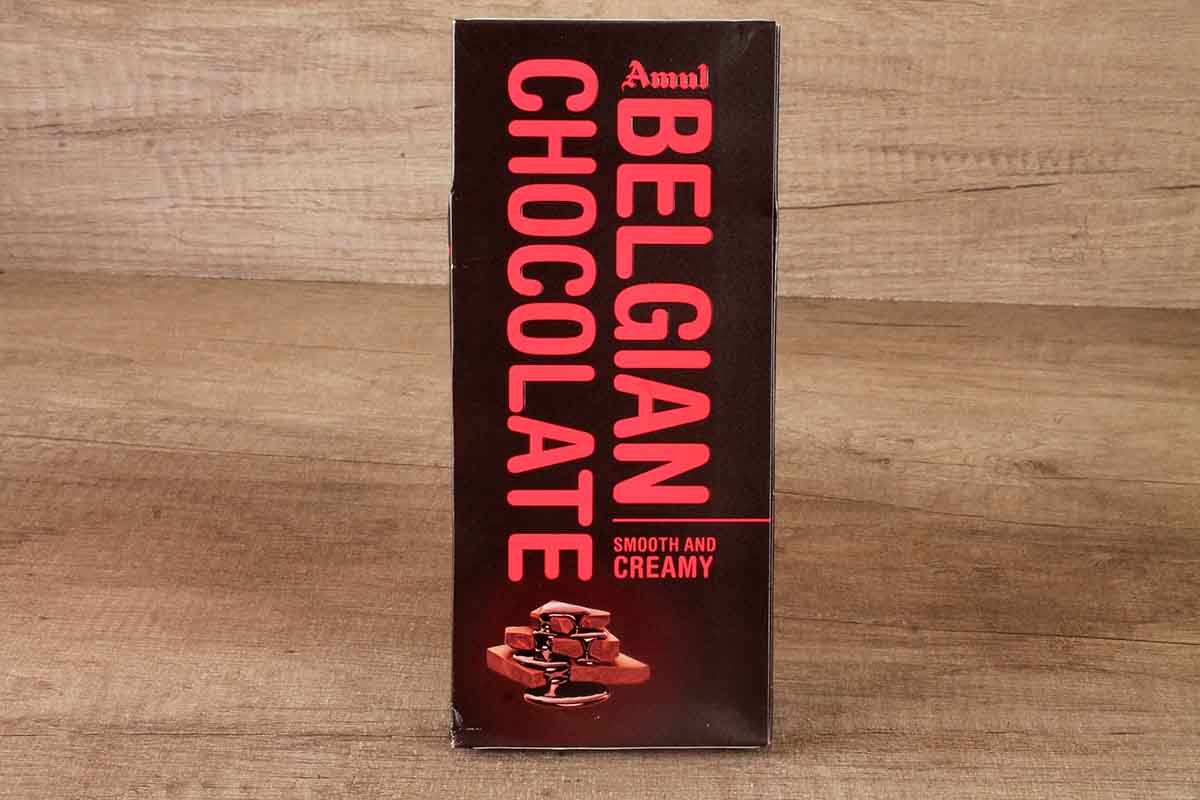 Amul
BELGIAN
CHOCOLATE
SMOOTH AND
CREAMY